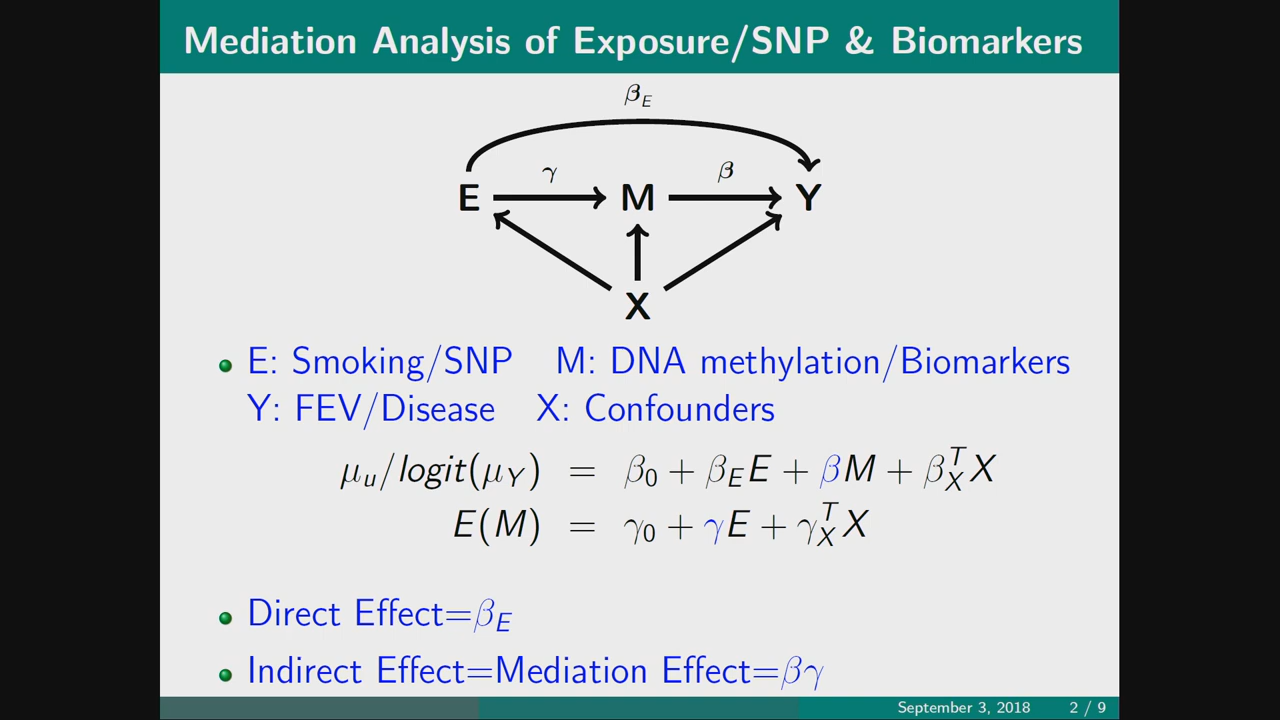 Mediation Analysis of Exposure/SNP & Biomarkers
β_E
γ
β
E
M
Y
X
E: Smoking/SNP M: DNA methylation/Biomarkers
Y: FEV/Disease X: Confounders
μ_u/logit(μ_Y) = β_0 + β_E E + βM + β_X^T X
E(M) = γ_0 + γE + γ_X^T X
Direct Effect=β_E
Indirect Effect=Mediation Effect=βγ
September 3, 2018 2 / 9